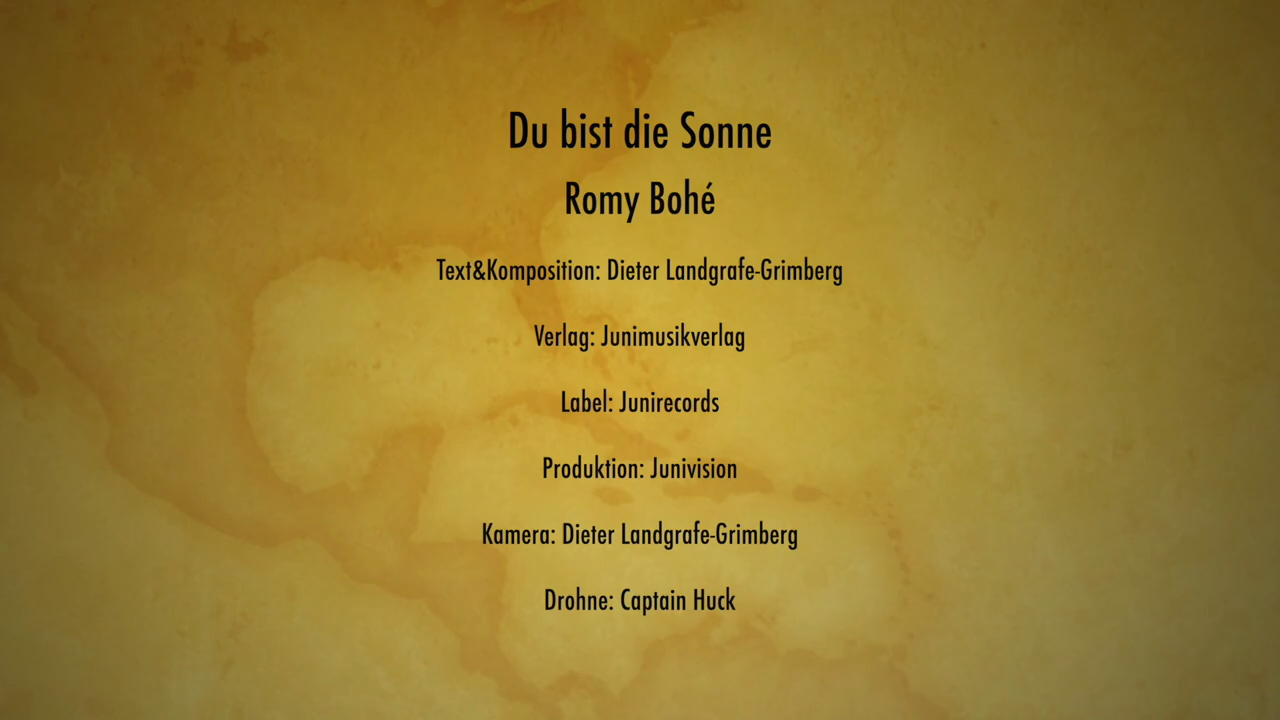 Du bist die Sonne
Romy Bohé
Text&Komposition: Dieter Landgrafe-Grimberg
Verlag: Junimusikverlag
Label: Junirecords
Produktion: Junivision
Kamera: Dieter Landgrafe-Grimberg
Drohne: Captain Huck